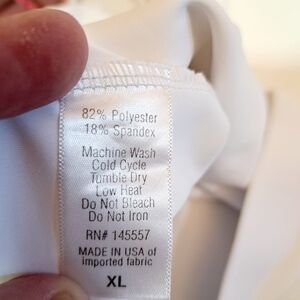 82% Polyester
18% Spandex
Machine Wash
Cold Cycle
Tumble Dry
Low Heat
Do Not Bleach
Do Not Iron
RN# 145557
MADE IN USA of
imported fabric
XL